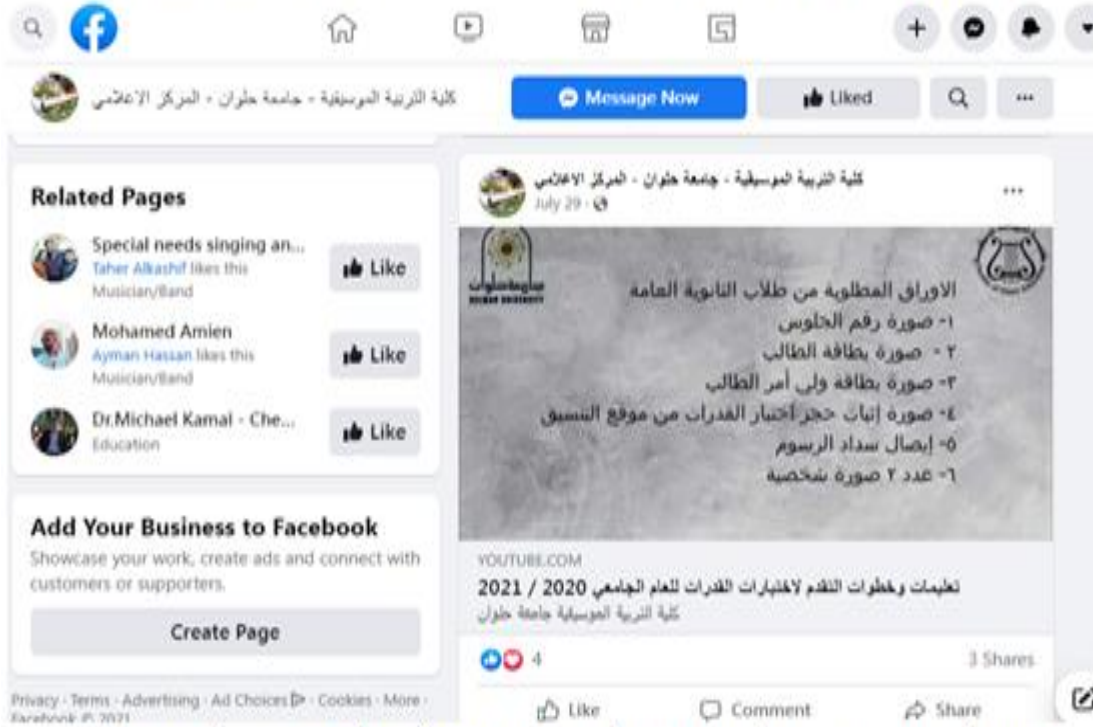 كلية التربية الموسيقية - جامعة حلوان - المركز الاعلامي
Message Now
Liked
Related Pages
Special needs singing an...
Taher Alkashif likes this
Musician/Band
Like
Mohamed Amien
Ayman Hassan likes this
Musician/Band
Like
Dr.Michael Kamal - Che...
Education
Like
Add Your Business to Facebook
Showcase your work, create ads and connect with
customers or supporters.
Create Page
Privacy · Terms · Advertising · Ad Choices · Cookies · More ·
Facebook © 2021
كلية التربية الموسيقية - جامعة حلوان - المركز الاعلامي
July 29
جامعة حلوان
HELWAN UNIVERSITY
الاوراق المطلوبة من طلاب الثانوية العامة
١- صورة رقم الجلوس
٢- صورة بطاقة الطالب
٣- صورة بطاقة ولي أمر الطالب
٤- صورة إثبات حجز اختبار القدرات من موقع التنسيق
٥- إيصال سداد الرسوم
٦- عدد ٢ صورة شخصية
YOUTUBE.COM
تعليمات وخطوات التقدم لاختبارات القدرات للعام الجامعي 2020 / 2021
كلية التربية الموسيقية جامعة حلوان
4
3 Shares
Like
Comment
Share